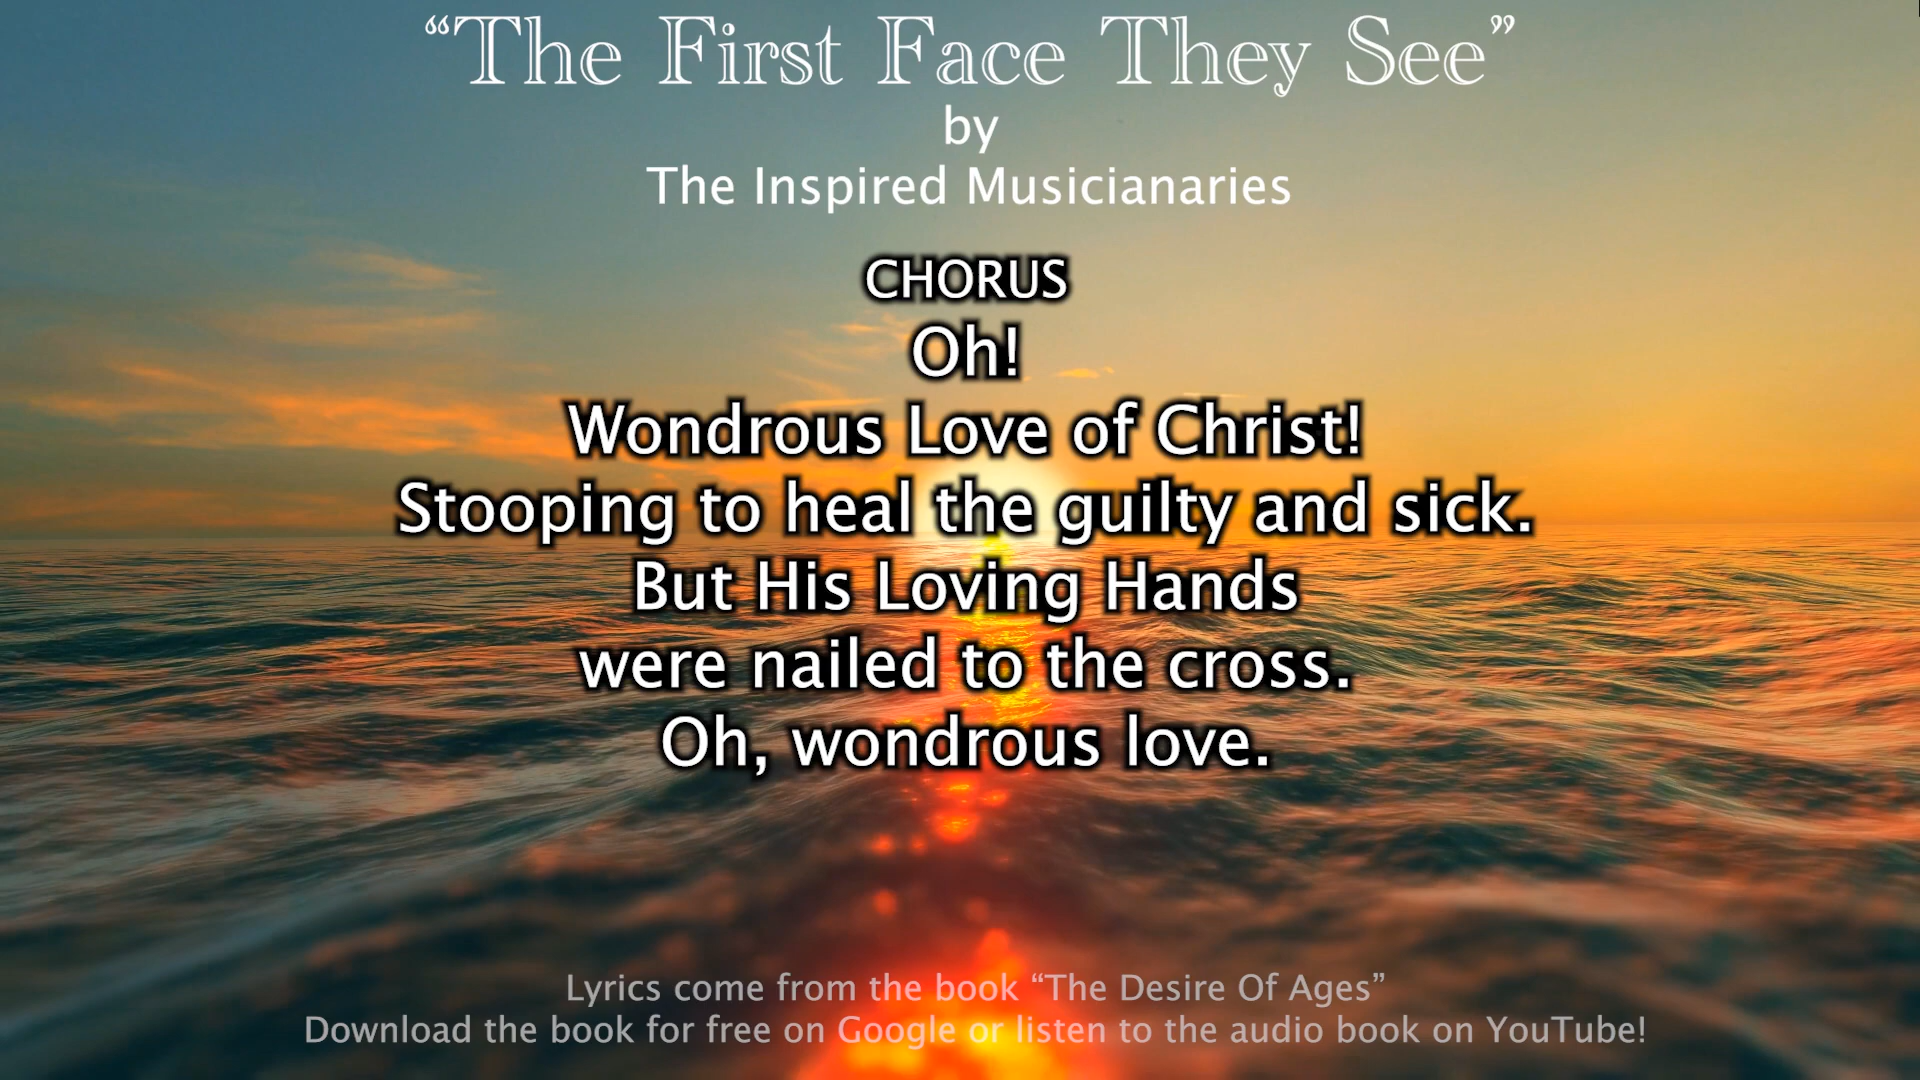 “The First Face They See”
by
The Inspired Musicianaries
CHORUS
Oh!
Wondrous Love of Christ!
Stooping to heal the guilty and sick.
But His Loving Hands
were nailed to the cross.
Oh, wondrous love.
Lyrics come from the book “The Desire Of Ages”
Download the book for free on Google or listen to the audio book on YouTube!